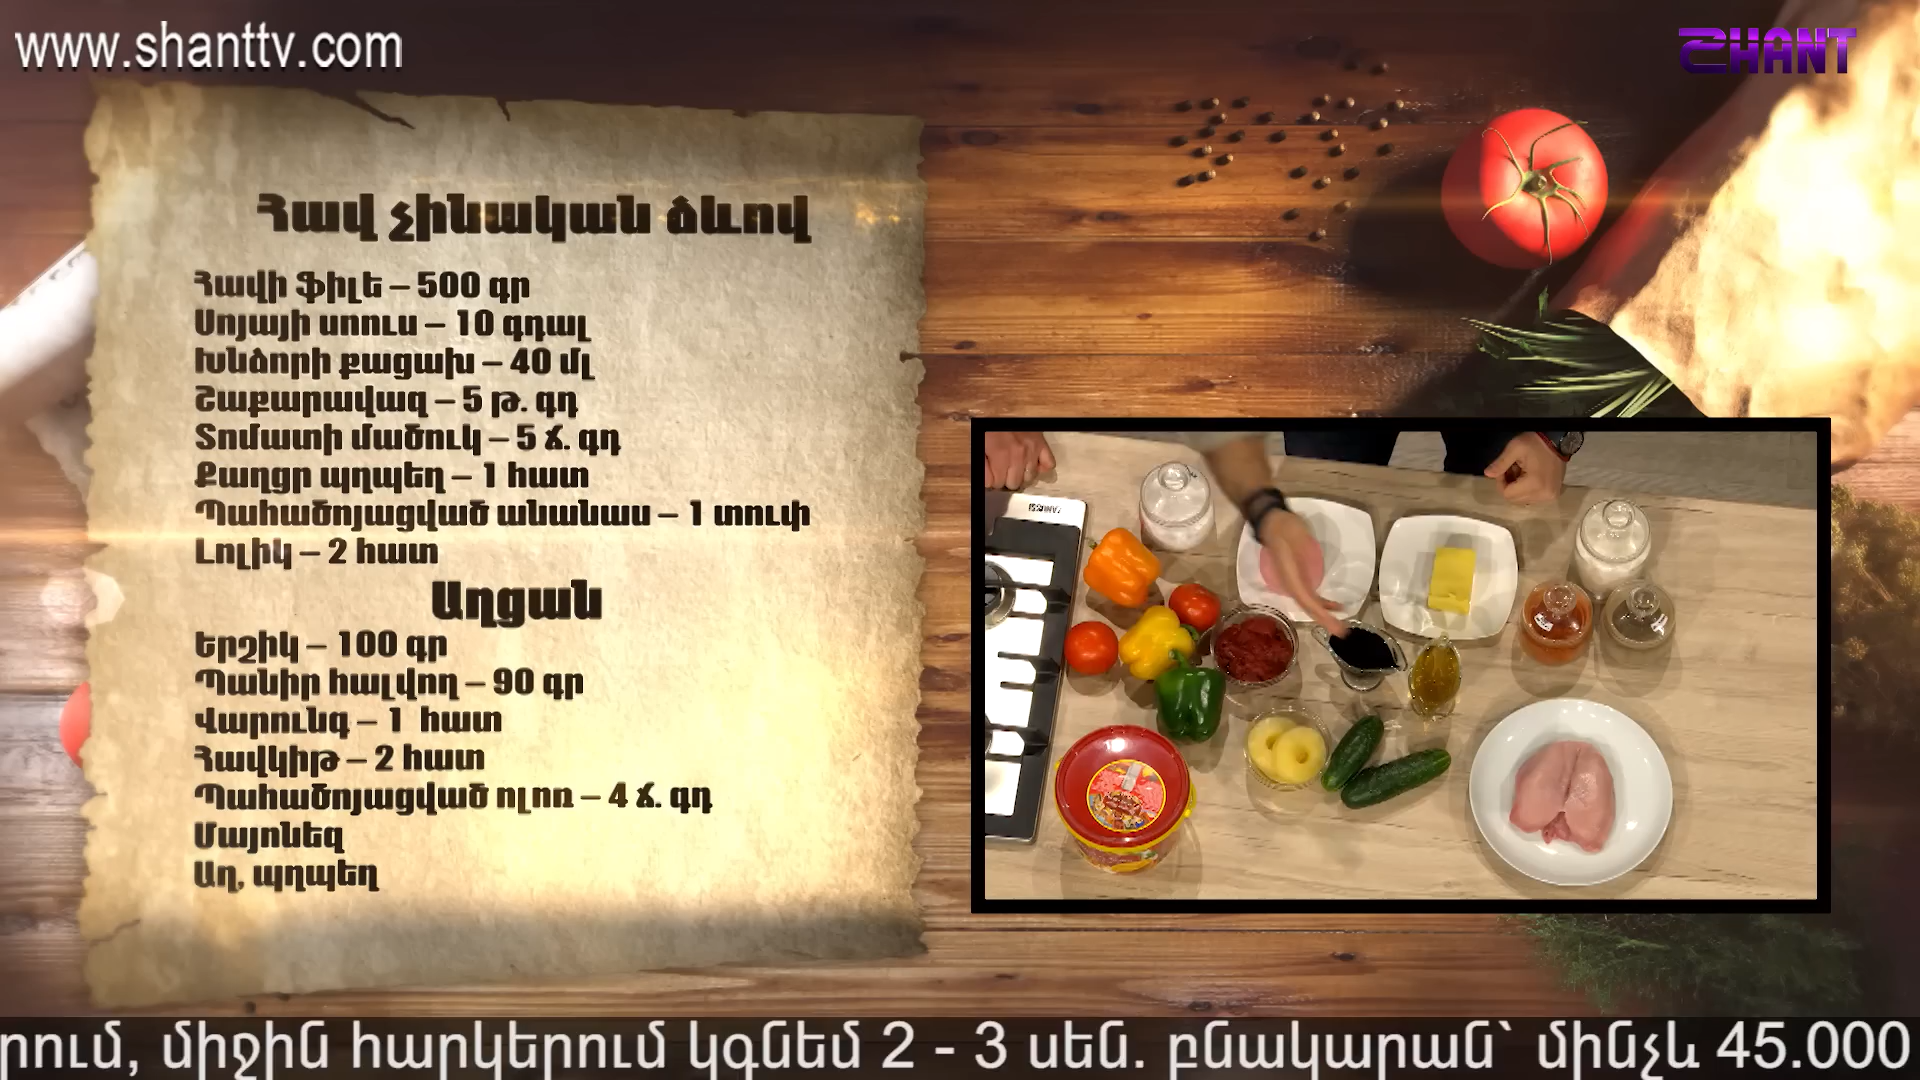 www.shanttv.com
SHANT
Հավ չինական ձևով
Հավի ֆիլե – 500 գր
Սոյայի սոուս – 10 գդալ
Խնձորի քացախ – 40 մլ
Շաքարավազ – 5 թ. գդ
Տոմատի մածուկ – 5 ճ. գդ
Քաղցր պղպեղ – 1 հատ
Պահածոյացված անանաս – 1 տուփ
Լոլիկ – 2 հատ
Աղցան
Երշիկ – 100 գր
Պանիր հալվող – 90 գր
Վարունգ – 1 հատ
Հավկիթ – 2 հատ
Պահածոյացված ոլոռ – 4 ճ. գդ
Մայոնեզ
Աղ, պղպեղ
րում, միջին հարկերում կգնեմ 2 - 3 սեն. բնակարան՝ մինչև 45.000